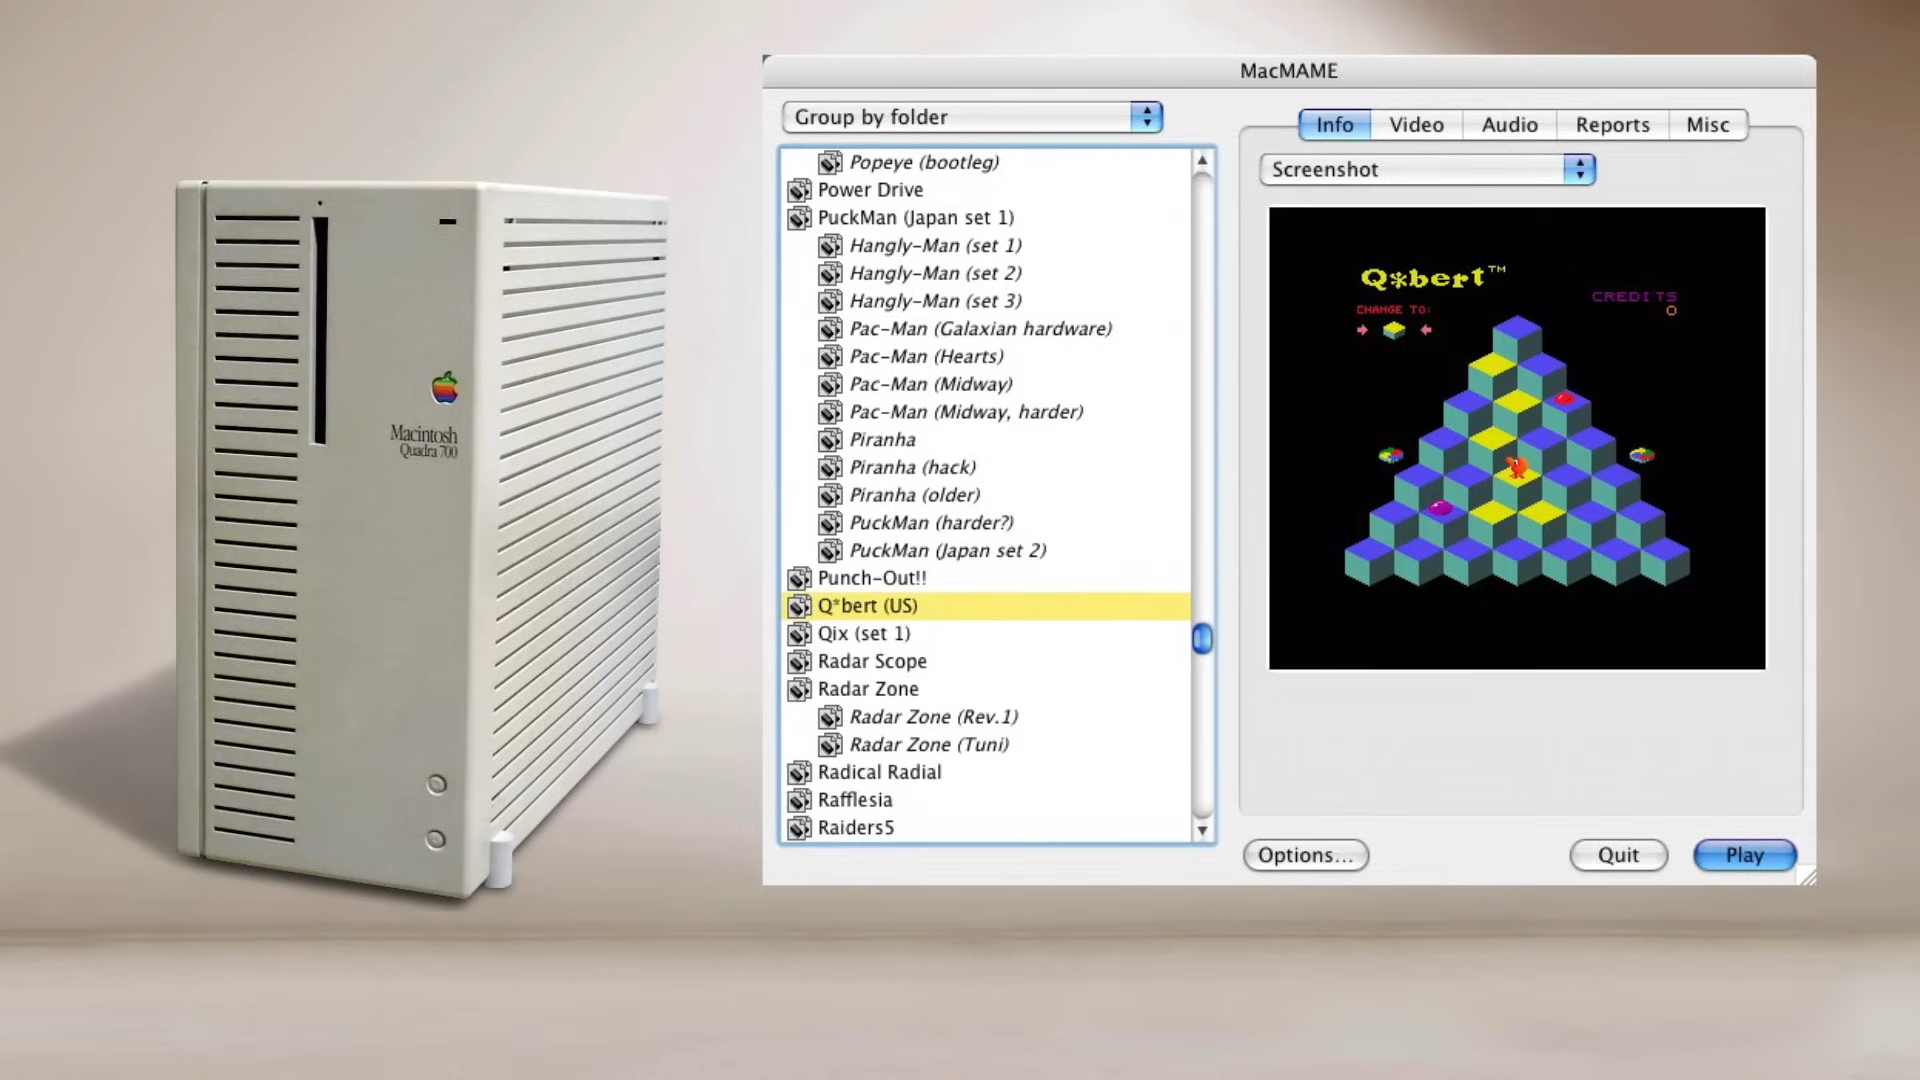 Macintosh
Quadra 700
MacMAME
Group by folder
Popeye (bootleg)
Power Drive
PuckMan (Japan set 1)
Hangly-Man (set 1)
Hangly-Man (set 2)
Hangly-Man (set 3)
Pac-Man (Galaxian hardware)
Pac-Man (Hearts)
Pac-Man (Midway)
Pac-Man (Midway, harder)
Piranha
Piranha (hack)
Piranha (older)
PuckMan (harder?)
PuckMan (Japan set 2)
Punch-Out!!
Q*bert (US)
Qix (set 1)
Radar Scope
Radar Zone
Radar Zone (Rev.1)
Radar Zone (Tuni)
Radical Radial
Rafflesia
Raiders5
Info Video Audio Reports Misc
Screenshot
Q*bert™
CREDITS
0
CHANGE TO:
Options... Quit Play